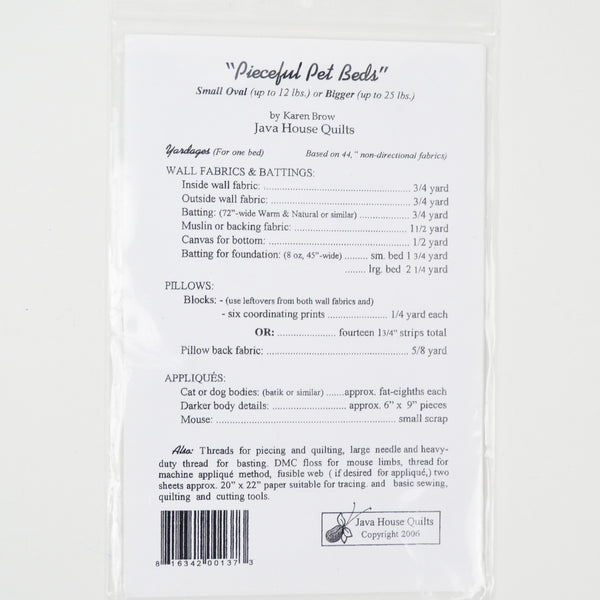 "Pieceful Pet Beds"
Small Oval (up to 12 lbs.) or Bigger (up to 25 lbs.)
by Karen Brow
Java House Quilts
Yardages (For one bed) Based on 44," non-directional fabrics)
WALL FABRICS & BATTINGS:
Inside wall fabric: ........................................ 3/4 yard
Outside wall fabric: ...................................... 3/4 yard
Batting: (72"-wide Warm & Natural or similar) ................ 3/4 yard
Muslin or backing fabric: ............................... 1 1/2 yard
Canvas for bottom: ....................................... 1/2 yard
Batting for foundation: (8 oz, 45"-wide) ........ sm. bed 1 3/4 yard
........ lrg. bed 2 1/4 yard
PILLOWS:
Blocks: - (use leftovers from both wall fabrics and)
- six coordinating prints ................ 1/4 yard each
OR: ................ fourteen 1 3/4" strips total
Pillow back fabric: ........................................ 5/8 yard
APPLIQUÉS:
Cat or dog bodies: (batik or similar) ......approx. fat-eighths each
Darker body details: ...................... approx. 6" x 9" pieces
Mouse: .................................................. small scrap
Also: Threads for piecing and quilting, large needle and heavy-
duty thread for basting. DMC floss for mouse limbs, thread for
machine appliqué method, fusible web ( if desired for appliqué,) two
sheets approx. 20" x 22" paper suitable for tracing. and basic sewing,
quilting and cutting tools.
8 16342 00137 3
Java House Quilts
Copyright 2006